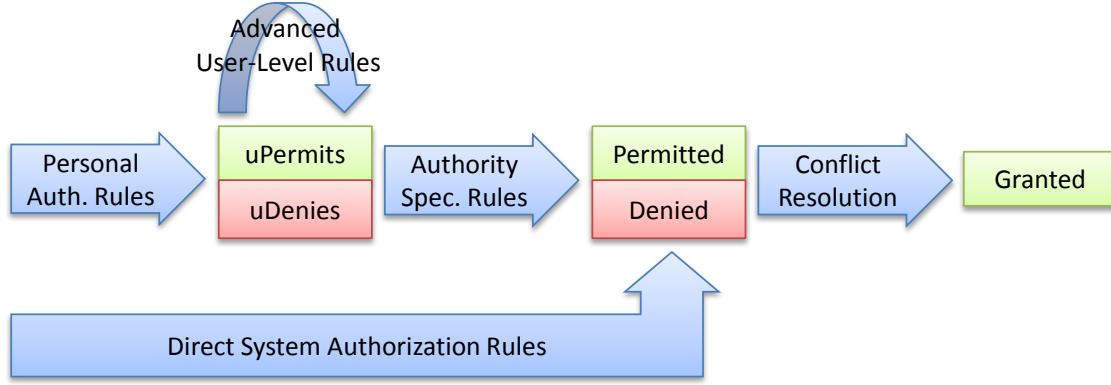 Advanced
User-Level Rules
Personal
Auth. Rules
uPermits
uDenies
Authority
Spec. Rules
Permitted
Denied
Conflict
Resolution
Granted
Direct System Authorization Rules